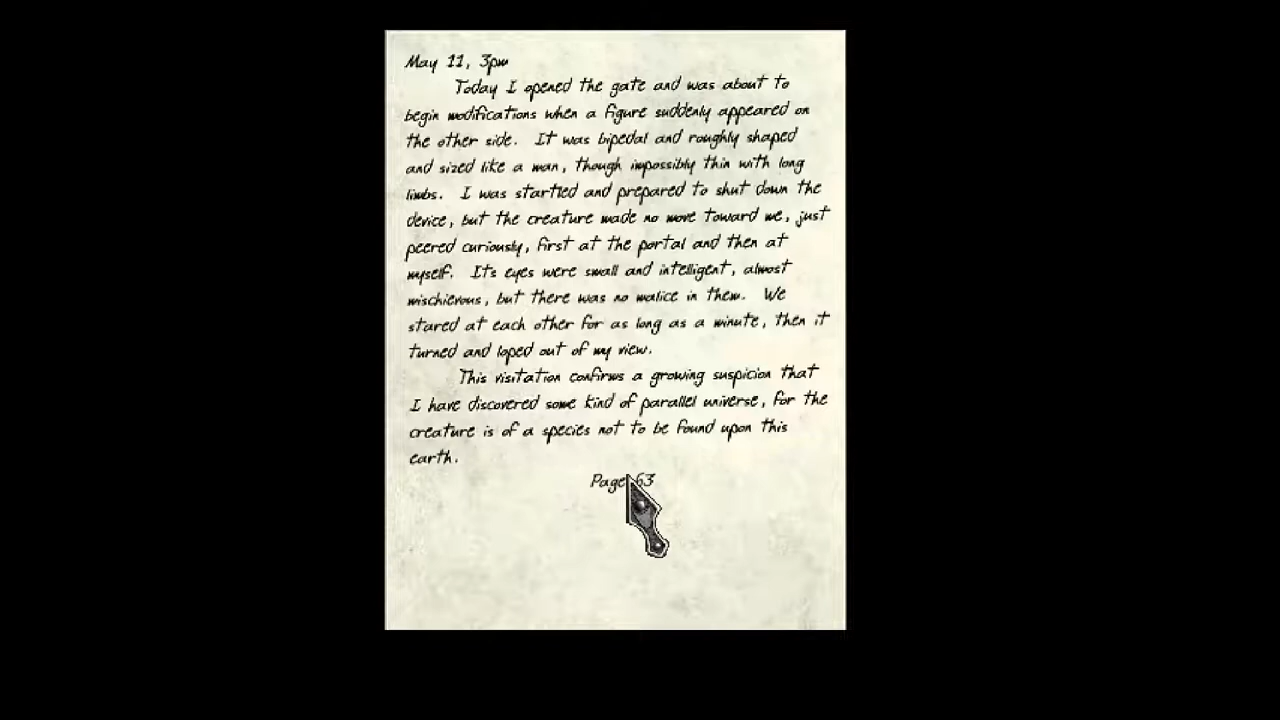 May 11, 3pm
Today I opened the gate and was about to
begin modifications when a figure suddenly appeared on
the other side. It was bipedal and roughly shaped
and sized like a man, though impossibly thin with long
limbs. I was startled and prepared to shut down the
device, but the creature made no move toward me, just
peered curiously, first at the portal and then at
myself. Its eyes were small and intelligent, almost
mischievous, but there was no malice in them. We
stared at each other for as long as a minute, then it
turned and loped out of my view.
This visitation confirms a growing suspicion that
I have discovered some kind of parallel universe, for the
creature is of a species not to be found upon this
earth.
Page 63